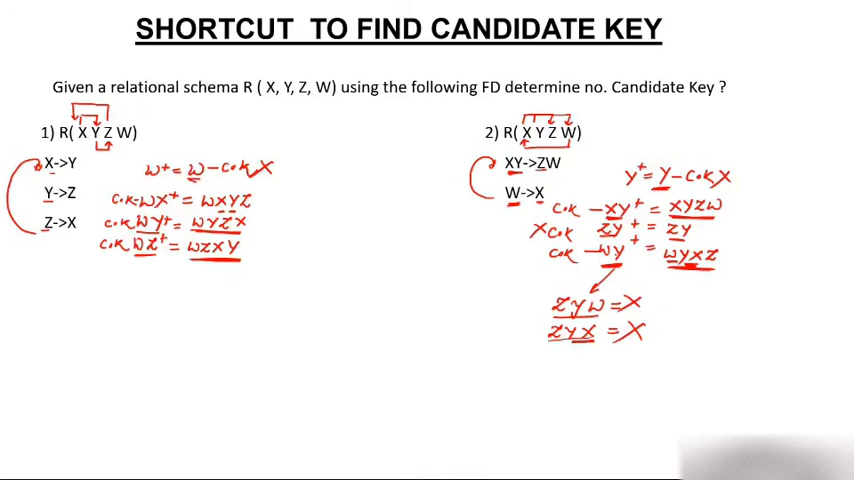 SHORTCUT TO FIND CANDIDATE KEY
Given a relational schema R ( X, Y, Z, W) using the following FD determine no. Candidate Key ?
1) R( X Y Z W)
X->Y
Y->Z
Z->X
W+ = W - C.K X
C.K - WX+ = WXYZ
C.K WY+ = WYZX
C.K WZ+ = WZXY
2) R( X Y Z W)
XY->ZW
W->X
Y+ = Y - C.K X
C.K - XY+ = XYZW
X C.K ZY+ = ZY
C.K - WY+ = WYXZ
ZYW = X
ZYX = X